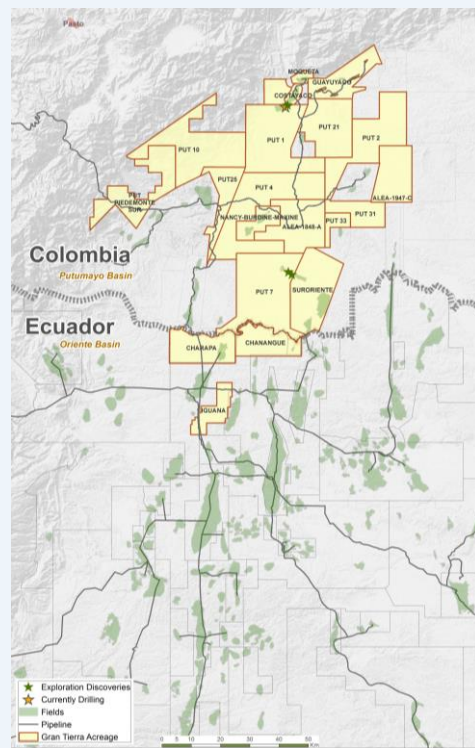 Pasto
MOQUETA
GUAYUYACO
COSTAYACO
PUT 1
PUT 21
PUT 2
PUT 10
PUT25
PUT 4
ALEA-1947-C
PUT
PIEDEMONTE
SUR
NANCY-BURDINE-MAXINE
PUT 31
PUT 33
ALEA-1948-A
Colombia
Putumayo Basin
PUT 7
SURORIENTE
Ecuador
Oriente Basin
CHARAPA
CHANANGUE
IGUANA
Exploration Discoveries
Currently Drilling
Fields
Pipeline
Gran Tierra Acreage
0 10 20 30 40 50
Km